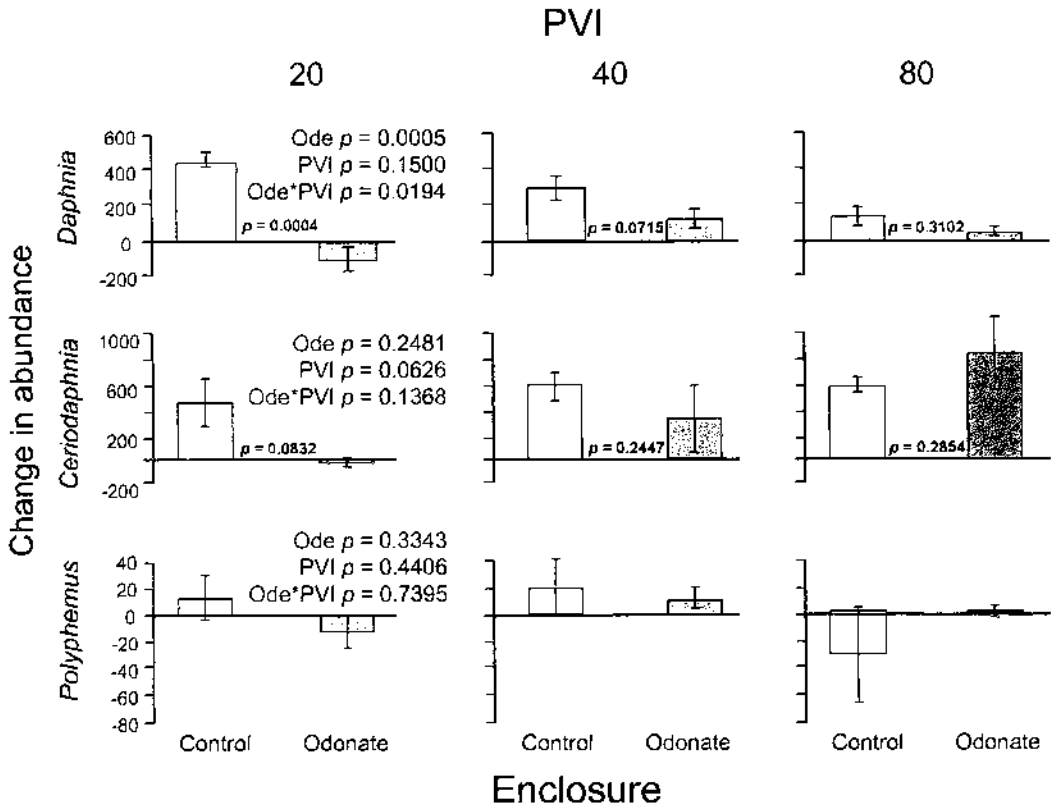 PVI
20 40 80
Change in abundance
Daphnia
600
400
200
0
-200
Ode p = 0.0005
PVI p = 0.1500
Ode*PVI p = 0.0194
p = 0.0004
p = 0.0715
p = 0.3102
Ceriodaphnia
1000
600
200
-200
Ode p = 0.2481
PVI p = 0.0626
Ode*PVI p = 0.1368
p = 0.0832
p = 0.2447
p = 0.2854
Polyphemus
40
20
0
-20
-40
-60
-80
Ode p = 0.3343
PVI p = 0.4406
Ode*PVI p = 0.7395
Control Odonate Control Odonate Control Odonate
Enclosure